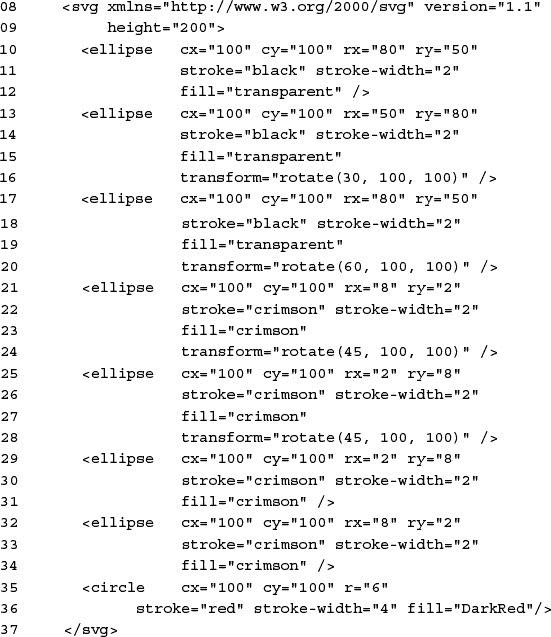 08 <svg xmlns="http://www.w3.org/2000/svg" version="1.1"
09 height="200">
10 <ellipse cx="100" cy="100" rx="80" ry="50"
11 stroke="black" stroke-width="2"
12 fill="transparent" />
13 <ellipse cx="100" cy="100" rx="50" ry="80"
14 stroke="black" stroke-width="2"
15 fill="transparent"
16 transform="rotate(30, 100, 100)" />
17 <ellipse cx="100" cy="100" rx="80" ry="50"
18 stroke="black" stroke-width="2"
19 fill="transparent"
20 transform="rotate(60, 100, 100)" />
21 <ellipse cx="100" cy="100" rx="8" ry="2"
22 stroke="crimson" stroke-width="2"
23 fill="crimson"
24 transform="rotate(45, 100, 100)" />
25 <ellipse cx="100" cy="100" rx="2" ry="8"
26 stroke="crimson" stroke-width="2"
27 fill="crimson"
28 transform="rotate(45, 100, 100)" />
29 <ellipse cx="100" cy="100" rx="2" ry="8"
30 stroke="crimson" stroke-width="2"
31 fill="crimson" />
32 <ellipse cx="100" cy="100" rx="8" ry="2"
33 stroke="crimson" stroke-width="2"
34 fill="crimson" />
35 <circle cx="100" cy="100" r="6"
36 stroke="red" stroke-width="4" fill="DarkRed"/>
37 </svg>